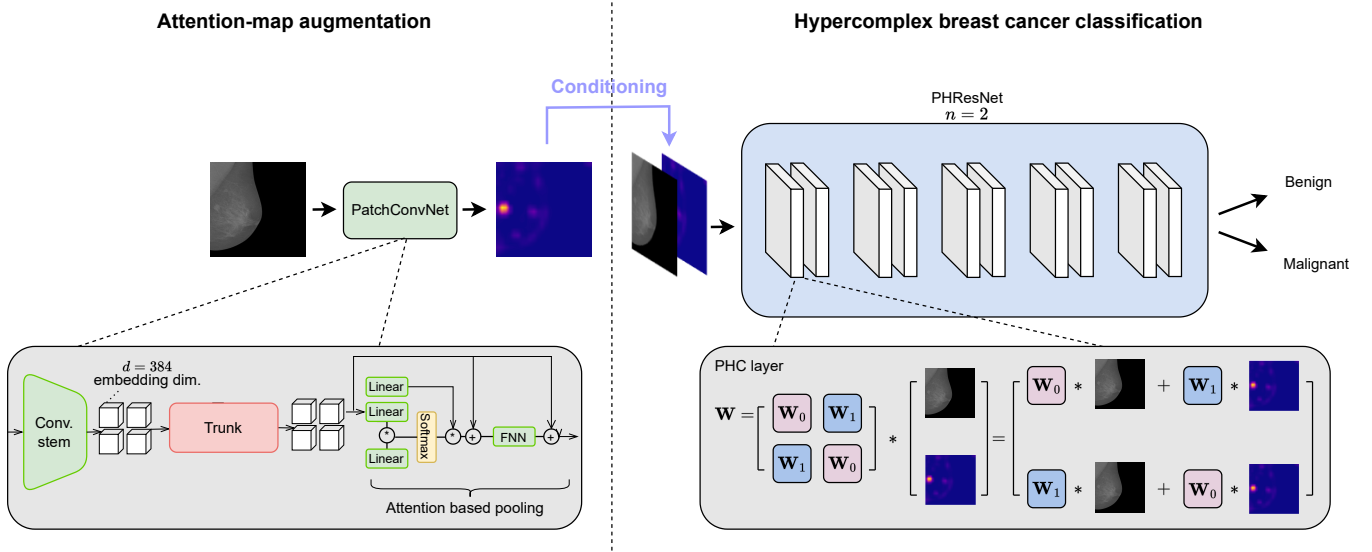 Attention-map augmentation
Hypercomplex breast cancer classification
Conditioning
PHResNet
n = 2
PatchConvNet
Benign
Malignant
d = 384
embedding dim.
Conv.
stem
Trunk
Linear
Linear
Linear
*
Softmax
*
+
FNN
+
Attention based pooling
PHC layer
W = [ W₀ W₁
W₁ W₀ ] * [ ] = [
W₀ * + W₁ *
W₁ * + W₀ * ]